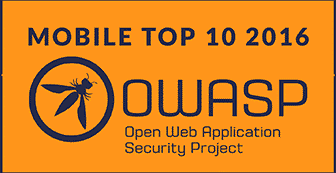 MOBILE TOP 10 2016
OWASP
Open Web Application
Security Project